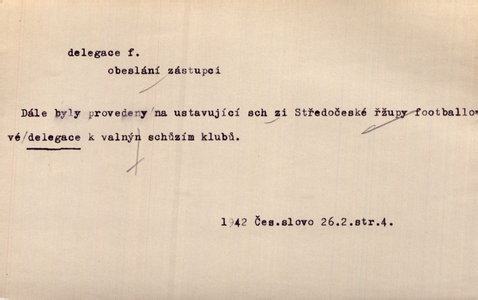 delegace f.
obeslání zástupci
Dále byly provedeny na ustavující sch zi Středočeské řžupy footballo
vé delegace k valným schůzím klubů.
1942 Čes.slovo 26.2.str.4.